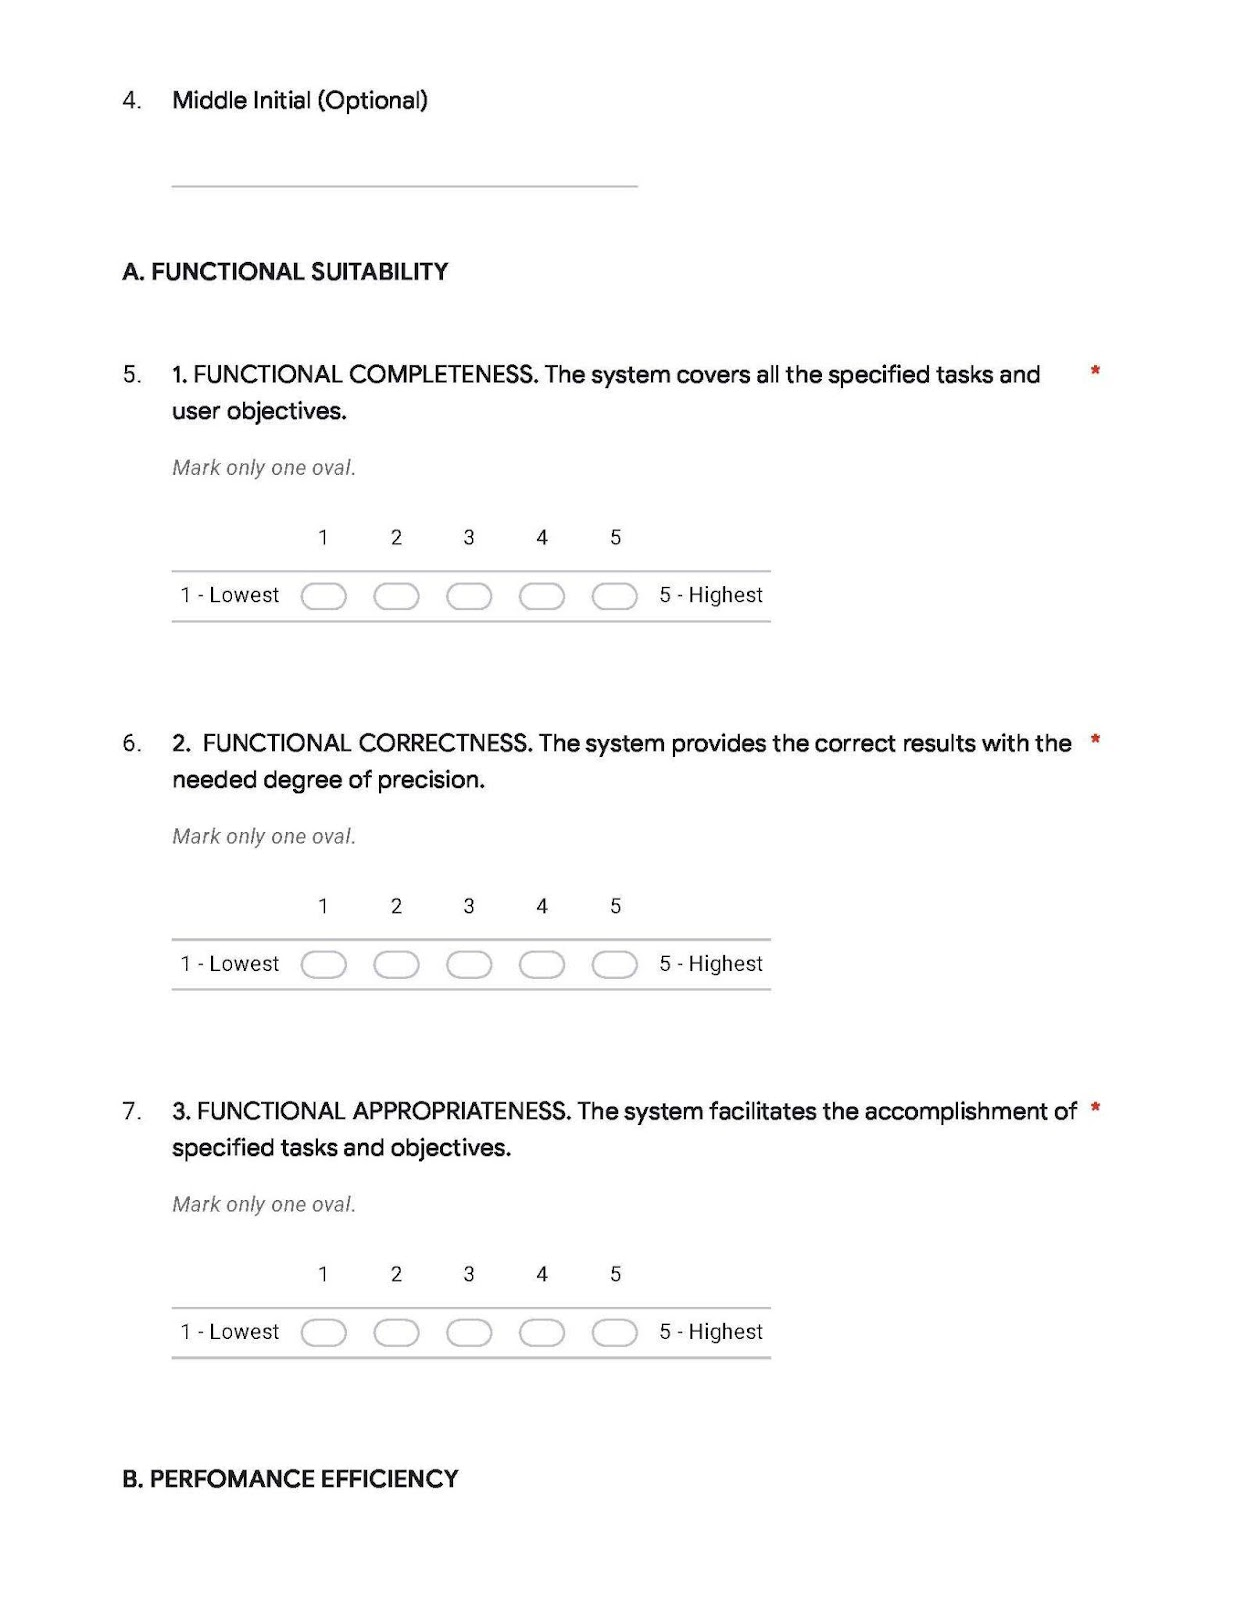 4. Middle Initial (Optional)
A. FUNCTIONAL SUITABILITY
5. 1. FUNCTIONAL COMPLETENESS. The system covers all the specified tasks and *
user objectives.
Mark only one oval.
1 2 3 4 5
1 - Lowest 5 - Highest
6. 2. FUNCTIONAL CORRECTNESS. The system provides the correct results with the *
needed degree of precision.
Mark only one oval.
1 2 3 4 5
1 - Lowest 5 - Highest
7. 3. FUNCTIONAL APPROPRIATENESS. The system facilitates the accomplishment of *
specified tasks and objectives.
Mark only one oval.
1 2 3 4 5
1 - Lowest 5 - Highest
B. PERFOMANCE EFFICIENCY